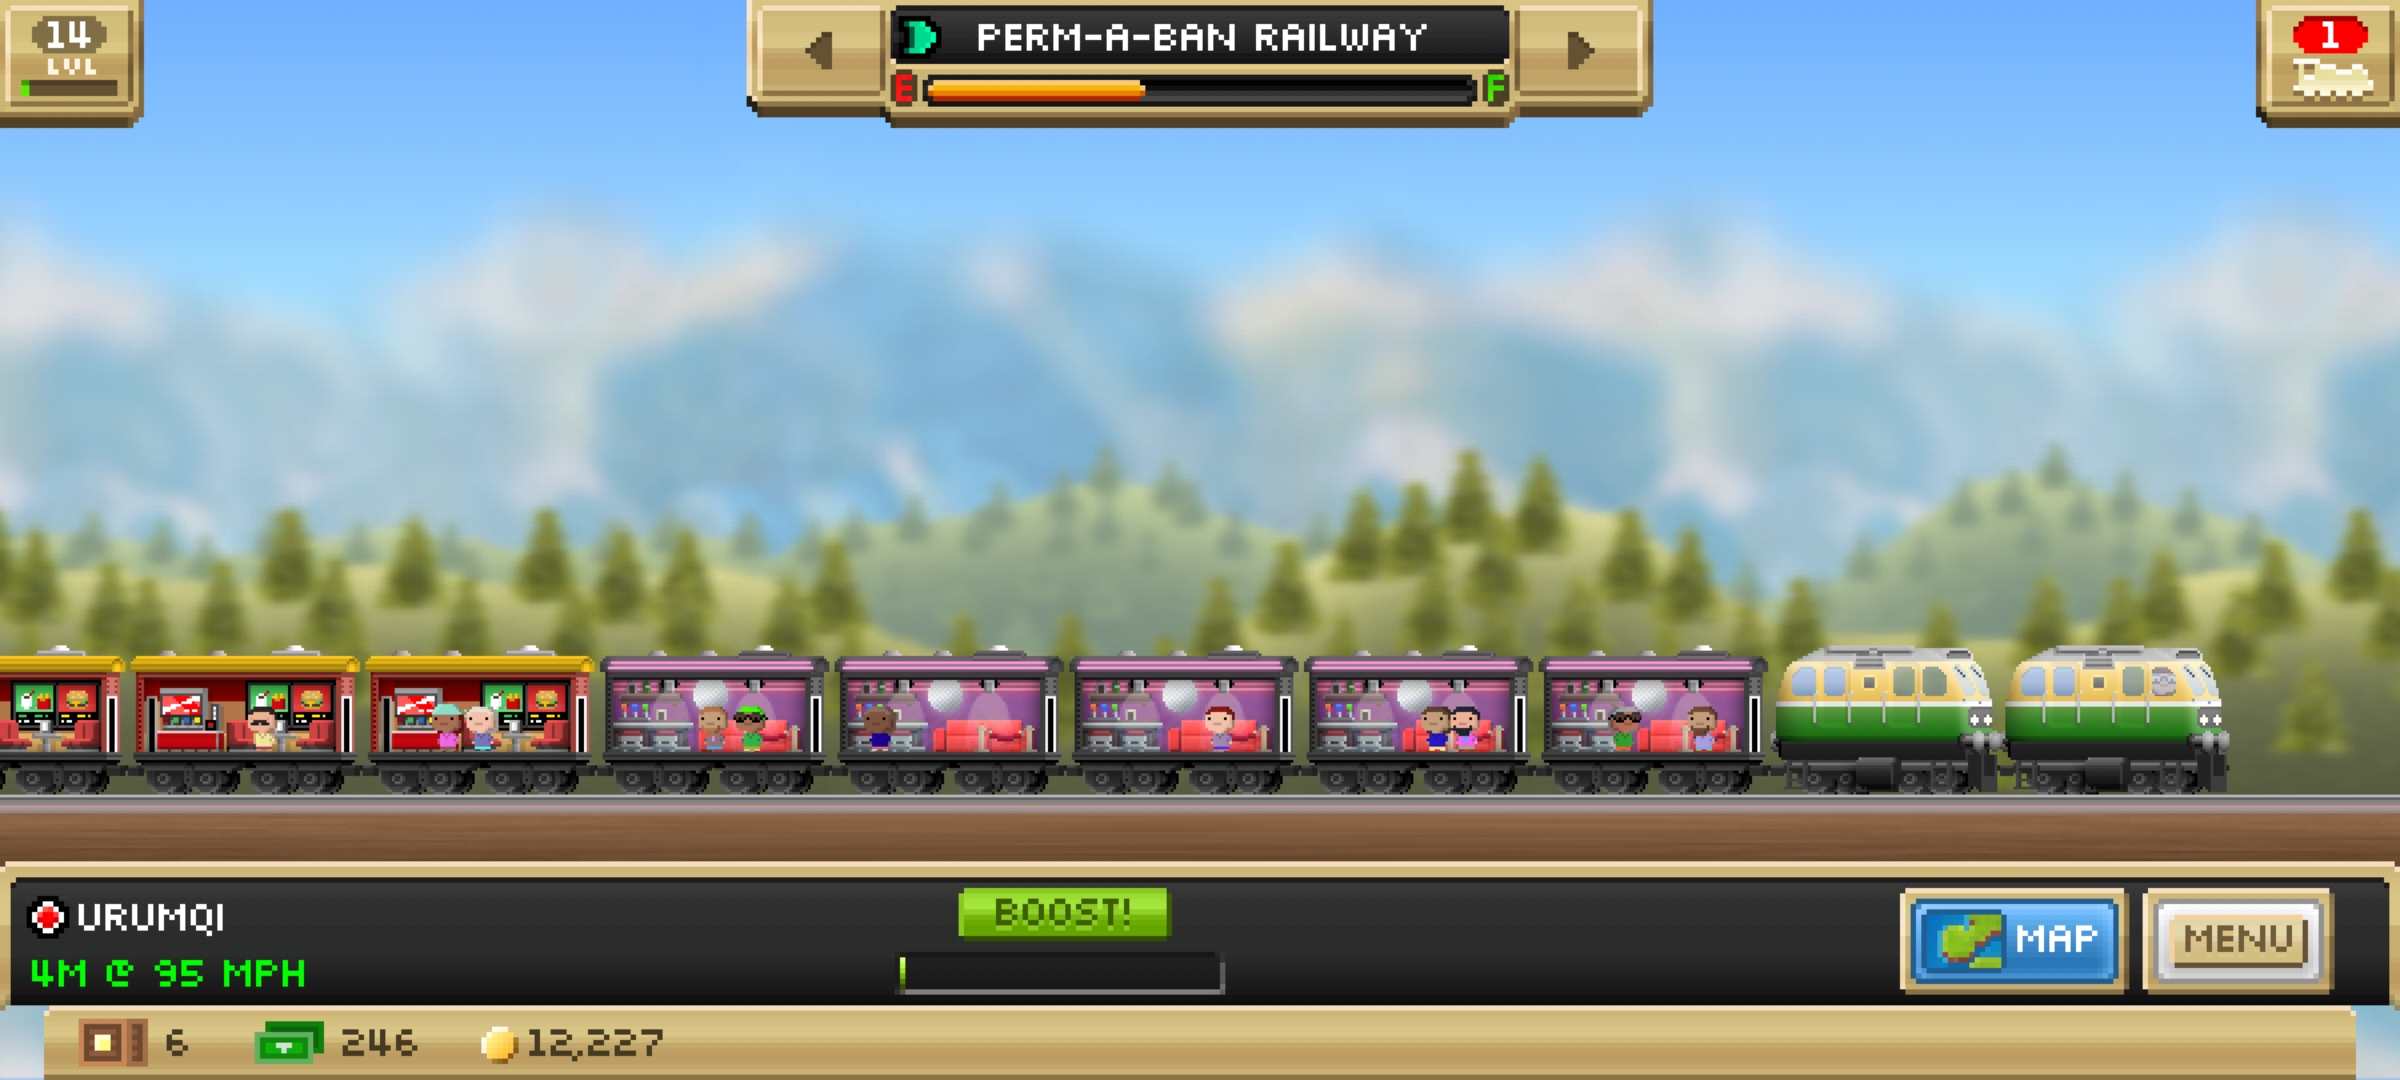 14
LVL
PERM-A-BAN RAILWAY
E F
1
URUMQI
4M @ 95 MPH
BOOST!
MAP
MENU
6
246
12,227